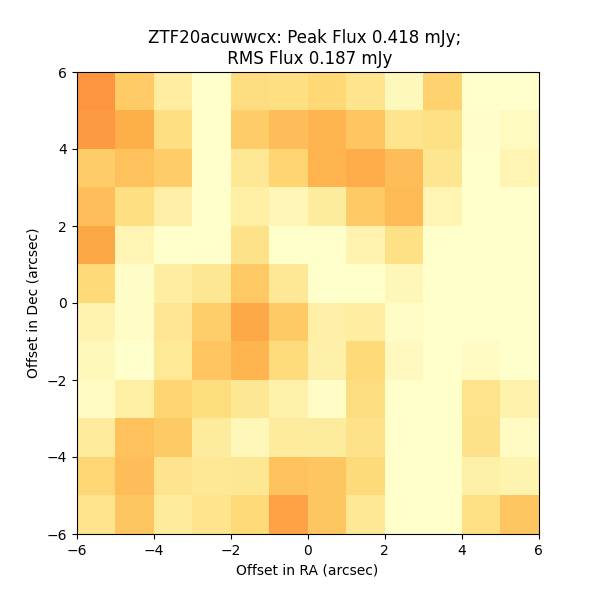 ZTF20acuwwcx: Peak Flux 0.418 mJy;
RMS Flux 0.187 mJy
6
4
2
0
−2
−4
−6
Offset in Dec (arcsec)
−6 −4 −2 0 2 4 6
Offset in RA (arcsec)